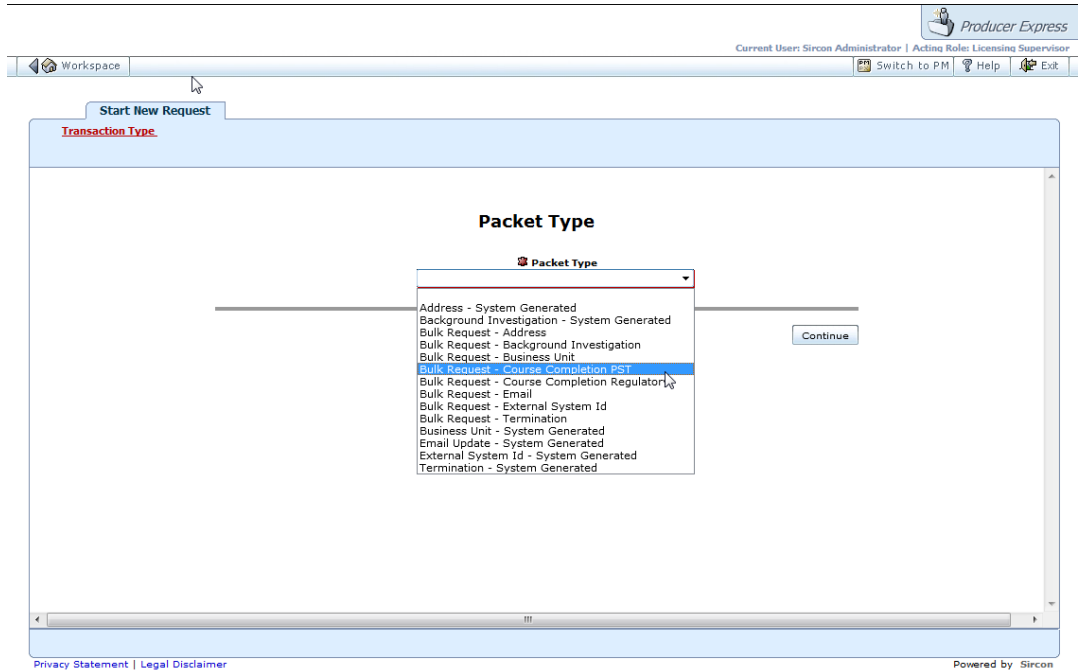 Producer Express
Current User: Sircon Administrator | Acting Role: Licensing Supervisor
Workspace
Switch to PM
Help
Exit
Start New Request
Transaction Type
Packet Type
Packet Type
Address - System Generated
Background Investigation - System Generated
Bulk Request - Address
Bulk Request - Background Investigation
Bulk Request - Business Unit
Bulk Request - Course Completion PST
Bulk Request - Course Completion Regulatory
Bulk Request - Email
Bulk Request - External System Id
Bulk Request - Termination
Business Unit - System Generated
Email Update - System Generated
External System Id - System Generated
Termination - System Generated
Continue
Privacy Statement | Legal Disclaimer
Powered by Sircon